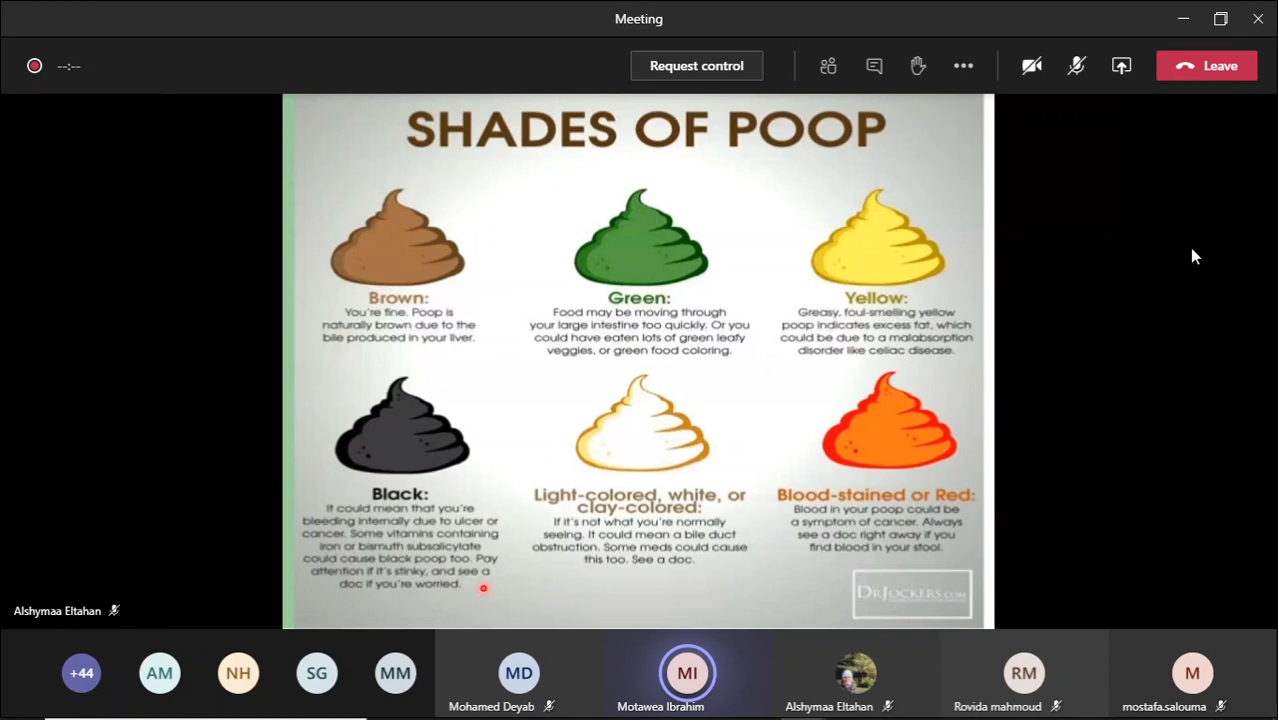 Meeting
--:--
Request control
Leave
SHADES OF POOP
Brown:
You're fine. Poop is
naturally brown due to the
bile produced in your liver.
Green:
Food may be moving through
your large intestine too quickly. Or you
could have eaten lots of green leafy
veggies, or green food coloring.
Yellow:
Greasy, foul-smelling yellow
poop indicates excess fat, which
could be due to a malabsorption
disorder like celiac disease.
Black:
It could mean that you're
bleeding internally due to ulcer or
cancer. Some vitamins containing
iron or bismuth subsalicylate
could cause black poop too. Pay
attention if it's stinky, and see a
doc if you're worried.
Light-colored, white, or
clay-colored:
If it's not what you're normally
seeing. It could mean a bile duct
obstruction. Some meds could cause
this too. See a doc.
Blood-stained or Red:
Blood in your poop could be
a symptom of cancer. Always
see a doc right away if you
find blood in your stool.
DRJOCKERS.COM
Alshymaa Eltahan
+44
AM
NH
SG
MM
MD
Mohamed Deyab
MI
Motawea Ibrahim
Alshymaa Eltahan
RM
Rovida mahmoud
M
mostafa.salouma